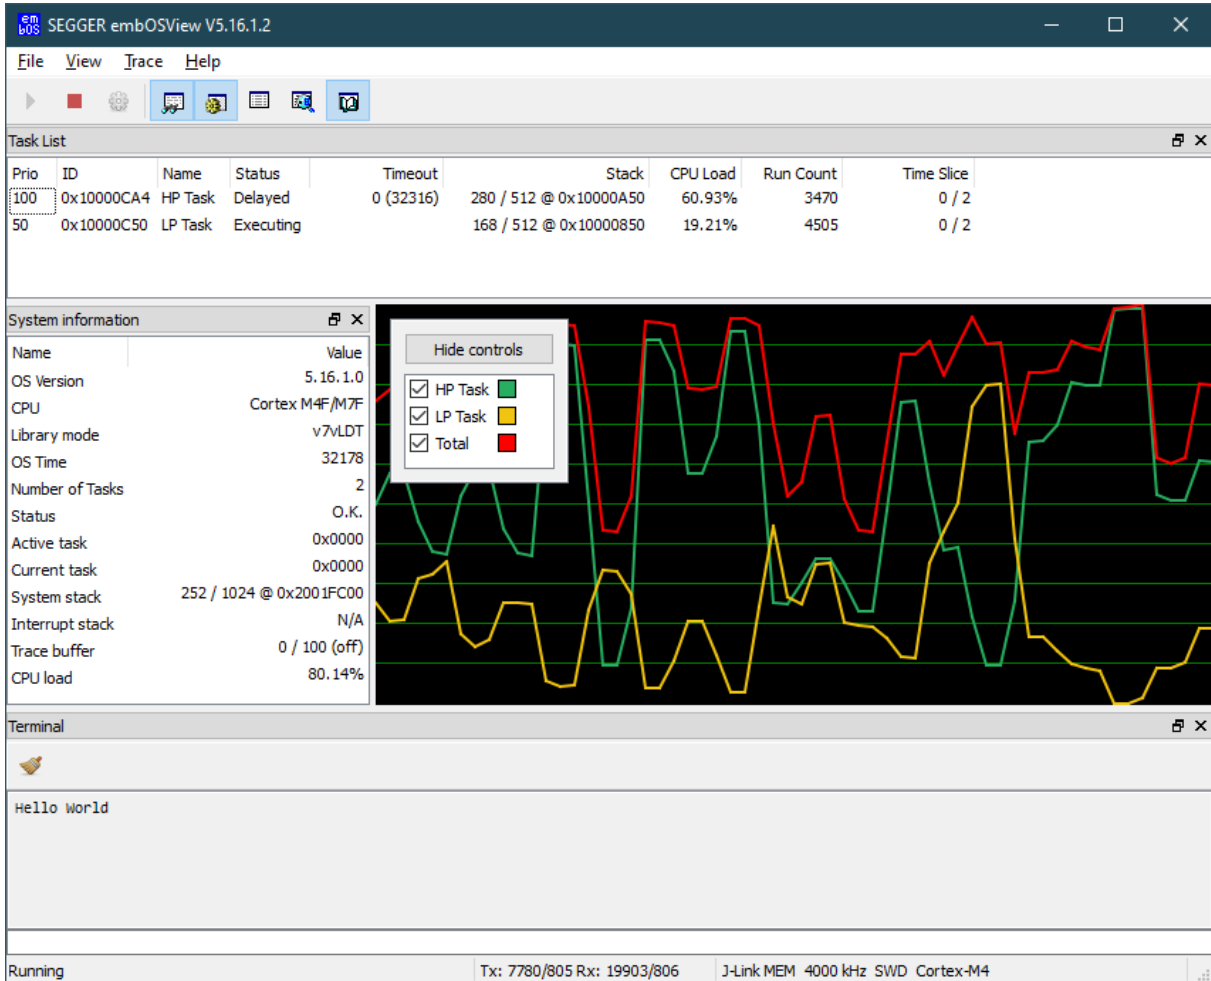 em
bOS SEGGER embOSView V5.16.1.2
File View Trace Help
Task List
Prio ID Name Status Timeout Stack CPU Load Run Count Time Slice
100 0x10000CA4 HP Task Delayed 0 (32316) 280 / 512 @ 0x10000A50 60.93% 3470 0 / 2
50 0x10000C50 LP Task Executing 168 / 512 @ 0x10000850 19.21% 4505 0 / 2
System information
Name Value
OS Version 5.16.1.0
CPU Cortex M4F/M7F
Library mode v7vLDT
OS Time 32178
Number of Tasks 2
Status O.K.
Active task 0x0000
Current task 0x0000
System stack 252 / 1024 @ 0x2001FC00
Interrupt stack N/A
Trace buffer 0 / 100 (off)
CPU load 80.14%
Hide controls
HP Task
LP Task
Total
Terminal
Hello World
Running Tx: 7780/805 Rx: 19903/806 J-Link MEM 4000 kHz SWD Cortex-M4